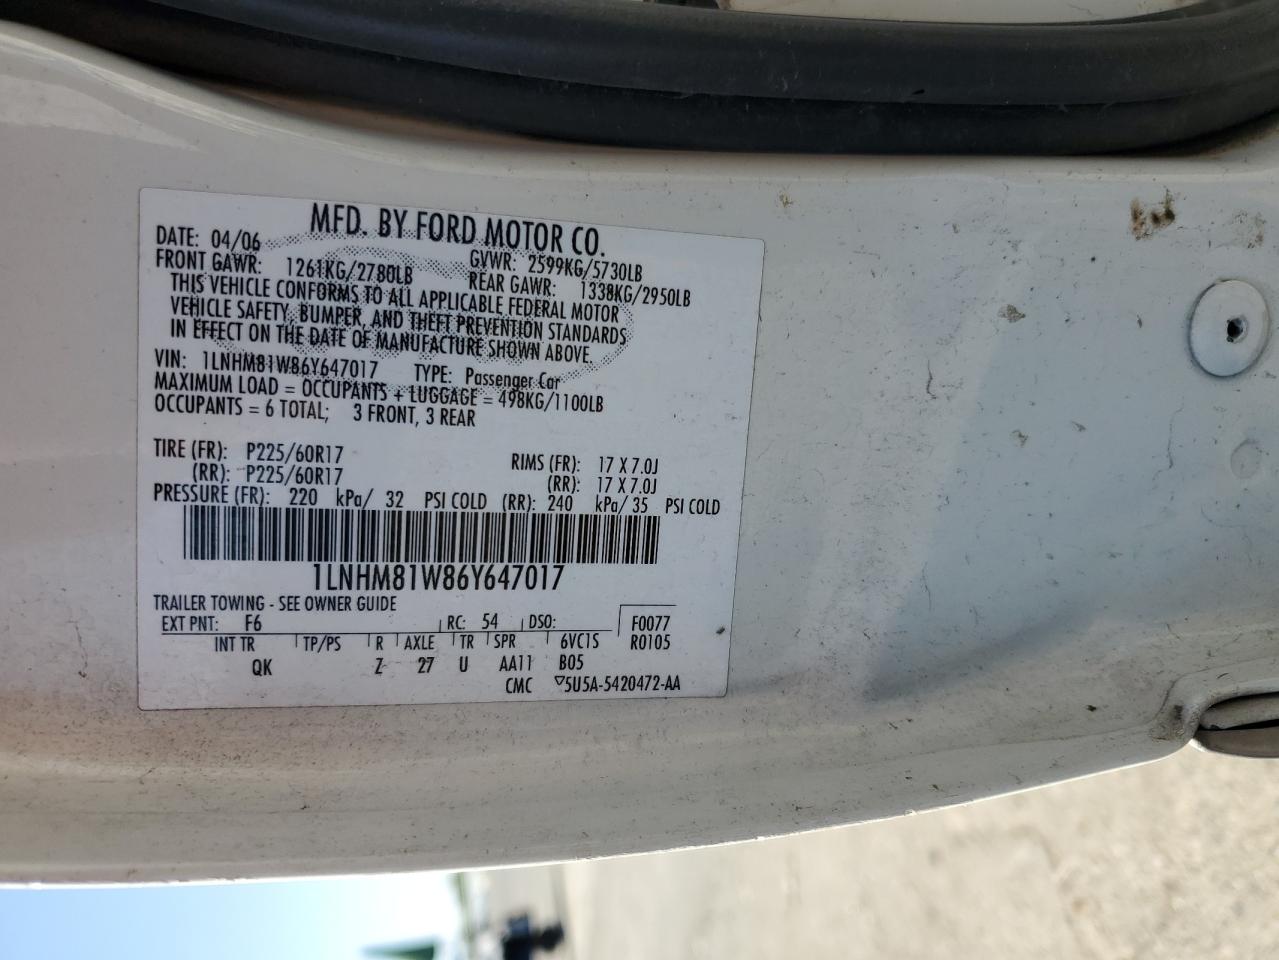 MFD. BY FORD MOTOR CO.
DATE: 04/06 GVWR: 2599KG/5730LB
FRONT GAWR: 1261KG/2780LB REAR GAWR: 1338KG/2950LB
THIS VEHICLE CONFORMS TO ALL APPLICABLE FEDERAL MOTOR
VEHICLE SAFETY, BUMPER, AND THEFT PREVENTION STANDARDS
IN EFFECT ON THE DATE OF MANUFACTURE SHOWN ABOVE.
VIN: 1LNHM81W86Y647017 TYPE: Passenger Car
MAXIMUM LOAD = OCCUPANTS + LUGGAGE = 498KG/1100LB
OCCUPANTS = 6 TOTAL; 3 FRONT, 3 REAR
TIRE (FR): P225/60R17 RIMS (FR): 17 X 7.0J
(RR): P225/60R17 (RR): 17 X 7.0J
PRESSURE (FR): 220 kPa/ 32 PSI COLD (RR): 240 kPa/ 35 PSI COLD
1LNHM81W86Y647017
TRAILER TOWING - SEE OWNER GUIDE
EXT PNT: F6 RC: 54 DSO: F0077
INT TR TP/PS R AXLE TR SPR 6VC1S R0105
QK Z 27 U AA11 B05
CMC ▽5U5A-5420472-AA